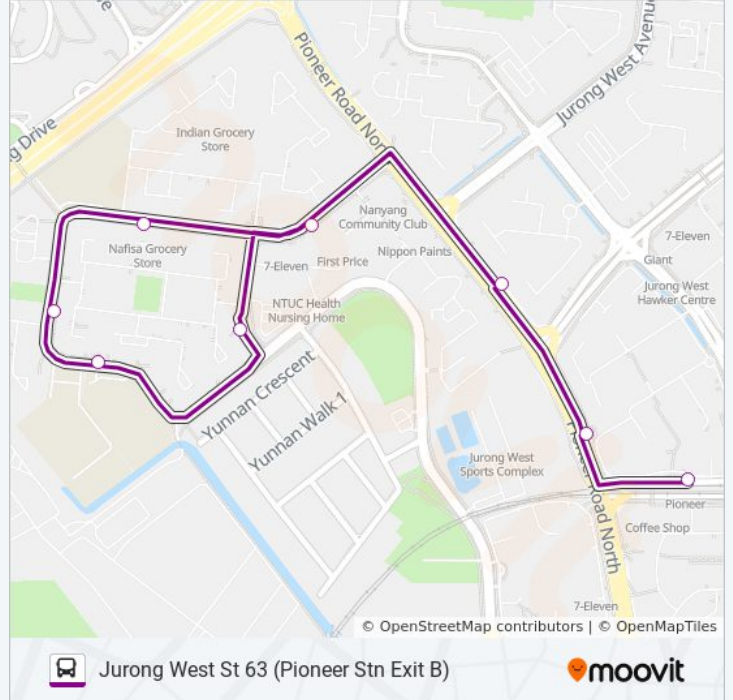 Pioneer Road Nor
Jurong West Avenu
g Drive
Indian Grocery
Store
Nanyang
Community Club
Nafisa Grocery
Store
7-Eleven
First Price
Nippon Paints
7-Eleven
Giant
Jurong West
Hawker Centre
NTUC Health
Nursing Home
Yunnan Crescent
Yunnan Walk 1
Jurong West
Sports Complex
Pioneer Road North
Pioneer
Coffee Shop
7-Eleven
© OpenStreetMap contributors | © OpenMapTiles
Jurong West St 63 (Pioneer Stn Exit B)
moovit